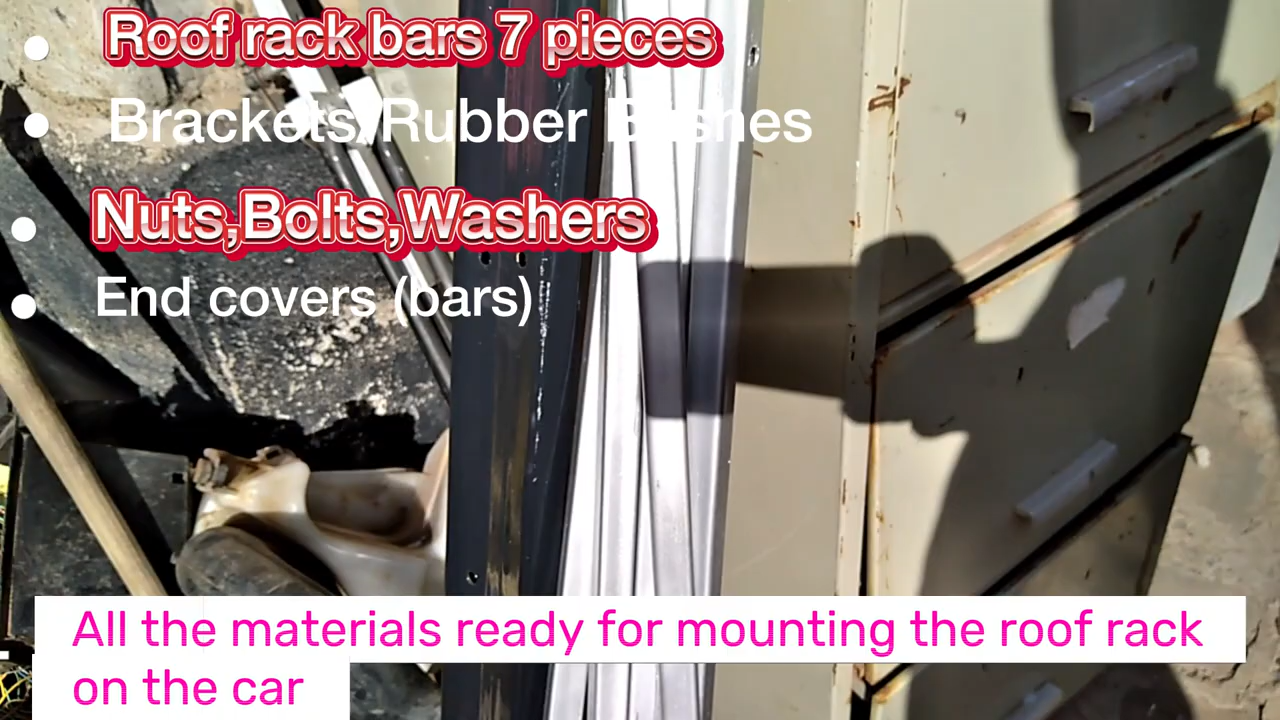 Roof rack bars 7 pieces
Brackets/Rubber Bushes
Nuts,Bolts,Washers
End covers (bars)
All the materials ready for mounting the roof rack
on the car